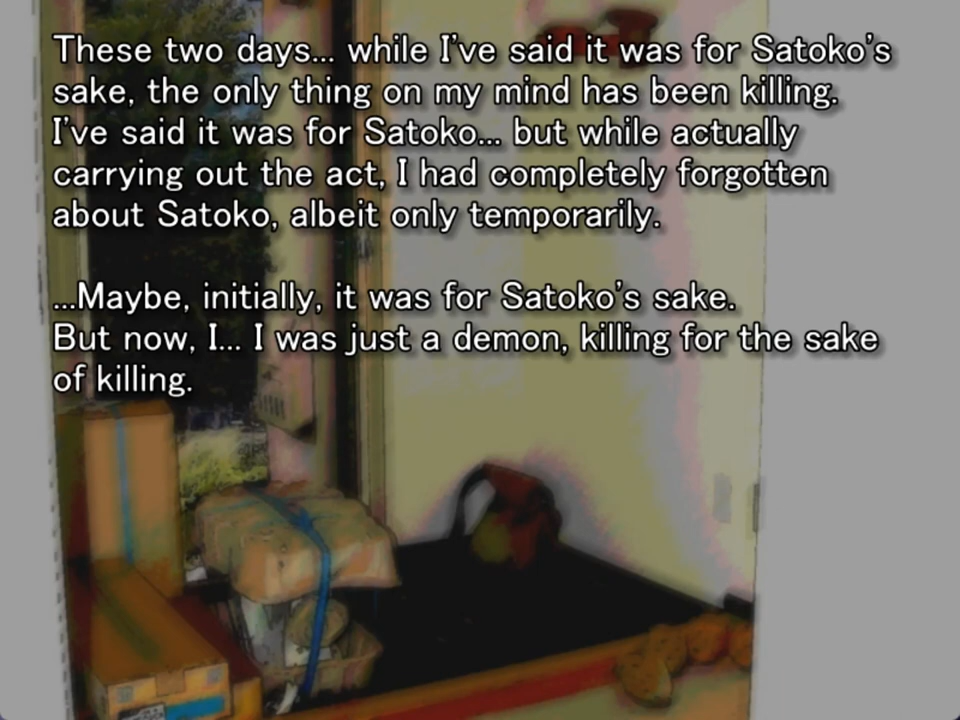 These two days... while I've said it was for Satoko's
sake, the only thing on my mind has been killing.
I've said it was for Satoko... but while actually
carrying out the act, I had completely forgotten
about Satoko, albeit only temporarily.
...Maybe, initially, it was for Satoko's sake.
But now, I... I was just a demon, killing for the sake
of killing.